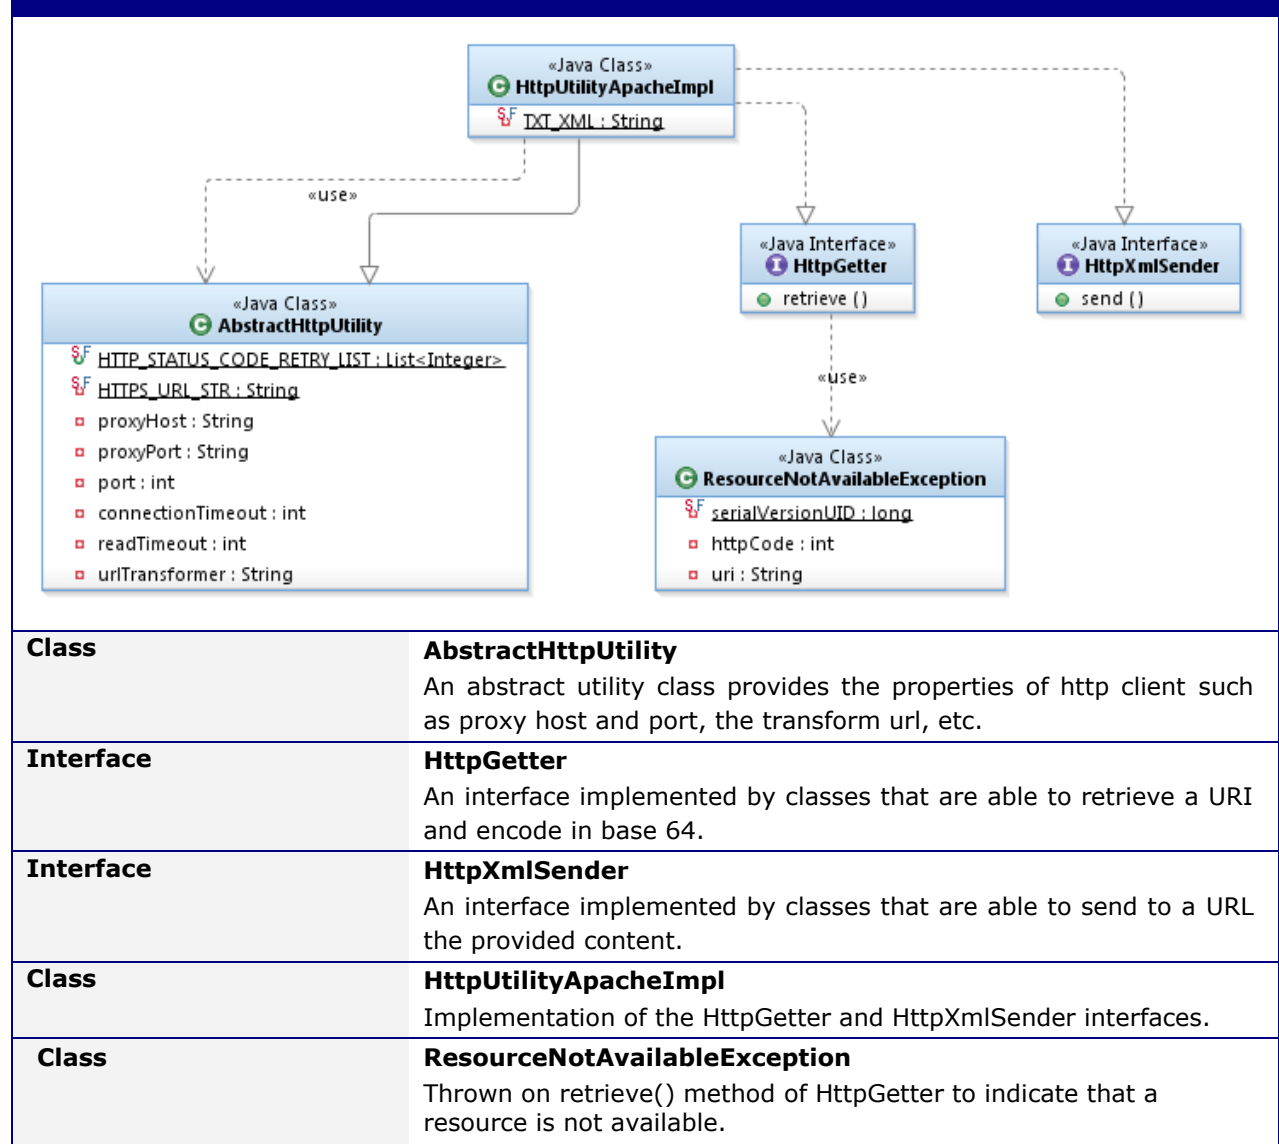 «Java Class»
HttpUtilityApacheImpl
TXT_XML : String
«use»
«Java Interface»
HttpGetter
retrieve ( )
«Java Interface»
HttpXmlSender
send ( )
«Java Class»
AbstractHttpUtility
HTTP_STATUS_CODE_RETRY_LIST : List<Integer>
HTTPS_URL_STR : String
proxyHost : String
proxyPort : String
port : int
connectionTimeout : int
readTimeout : int
urlTransformer : String
«use»
«Java Class»
ResourceNotAvailableException
serialVersionUID : long
httpCode : int
uri : String
Class
AbstractHttpUtility
An abstract utility class provides the properties of http client such
as proxy host and port, the transform url, etc.
Interface
HttpGetter
An interface implemented by classes that are able to retrieve a URI
and encode in base 64.
Interface
HttpXmlSender
An interface implemented by classes that are able to send to a URL
the provided content.
Class
HttpUtilityApacheImpl
Implementation of the HttpGetter and HttpXmlSender interfaces.
Class
ResourceNotAvailableException
Thrown on retrieve() method of HttpGetter to indicate that a
resource is not available.